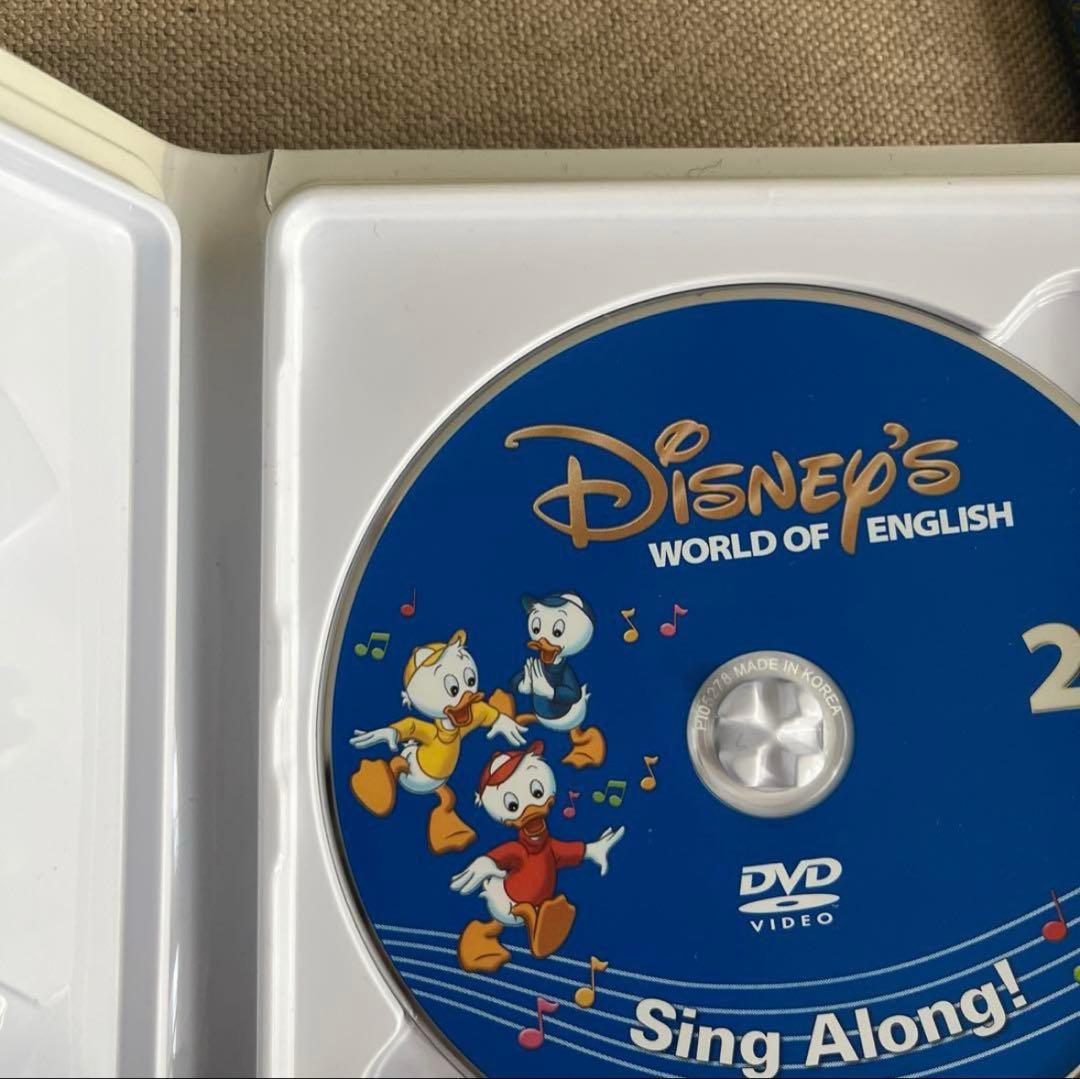 DISNEY'S
WORLD OF ENGLISH
2
MADE IN KOREA
DVD
VIDEO
Sing Along!